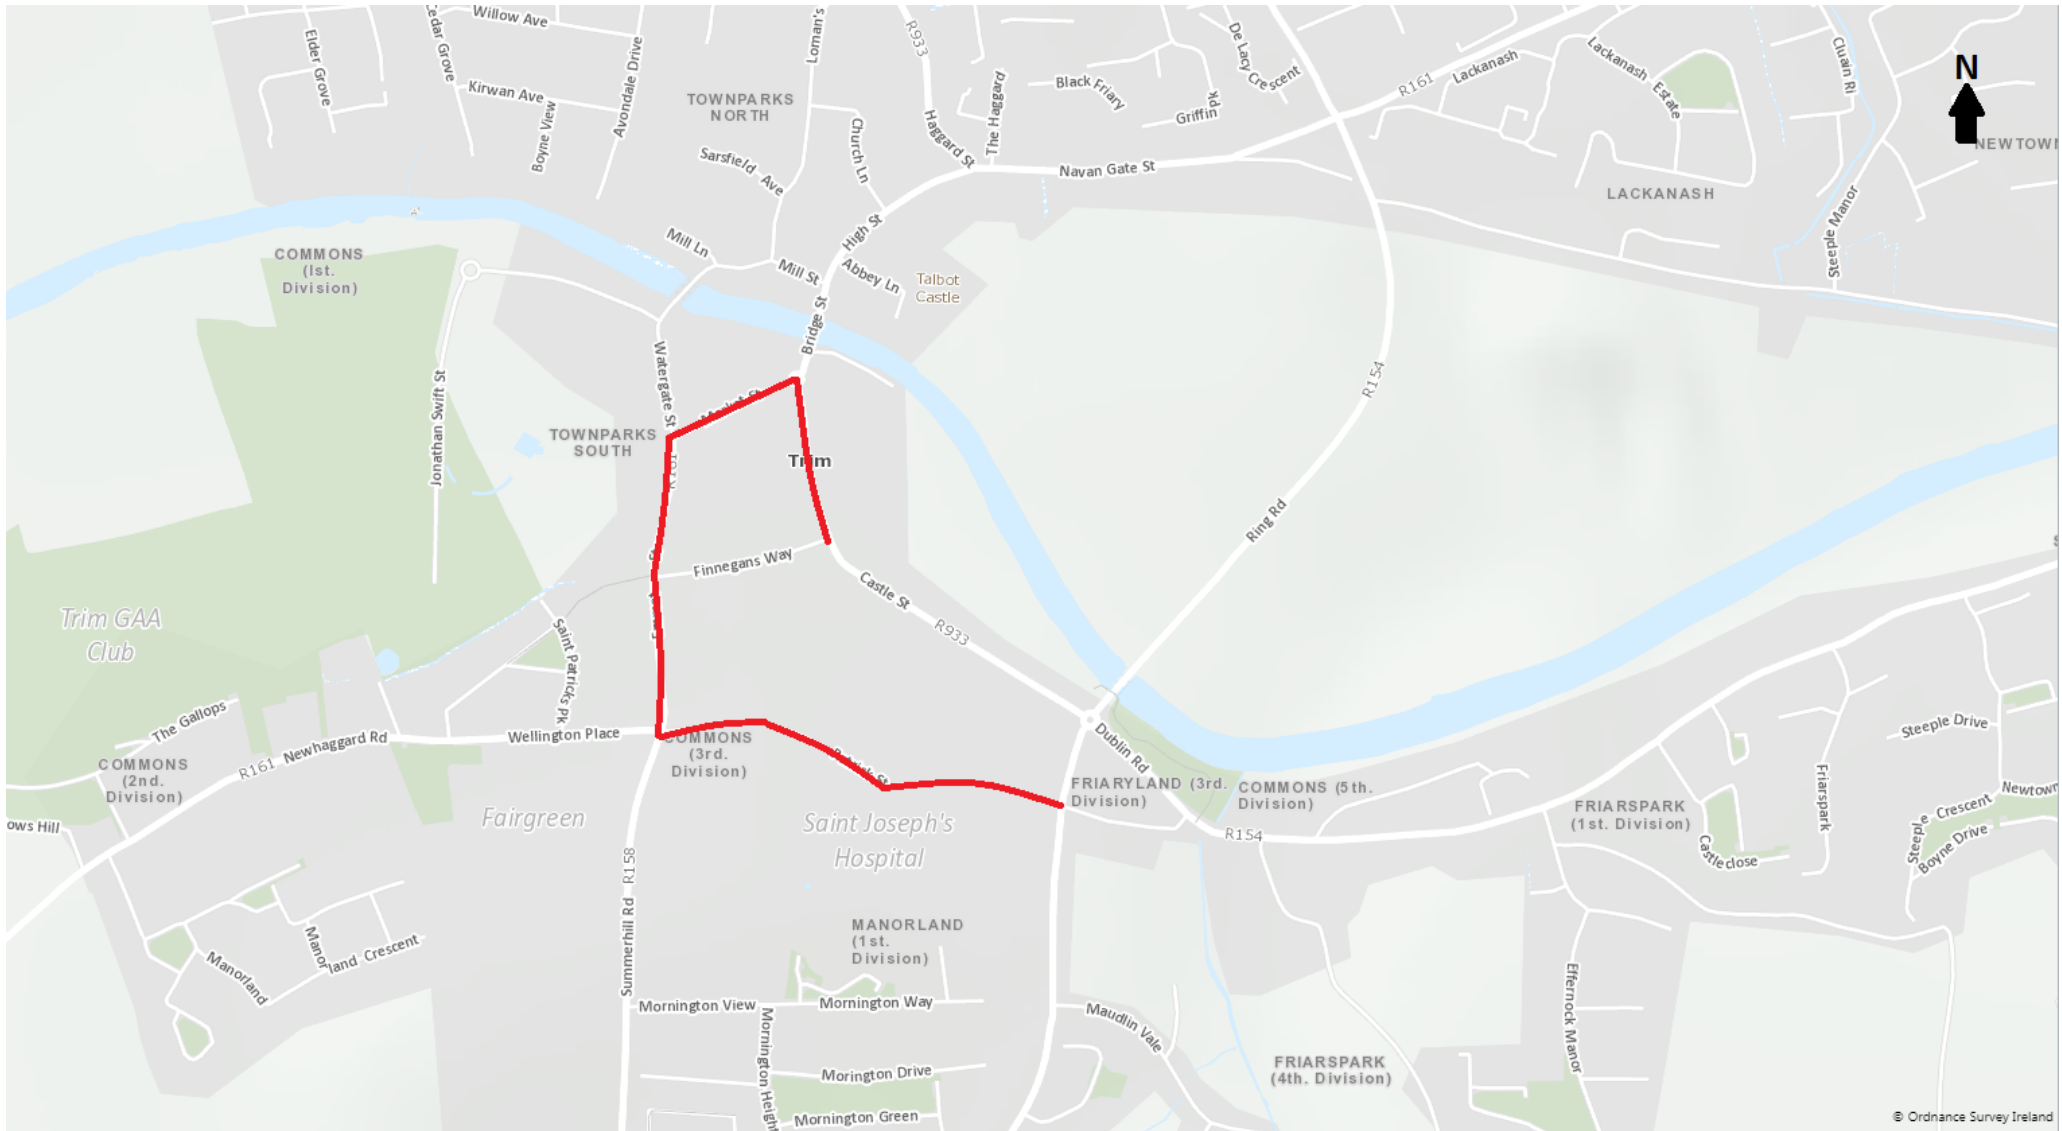 Willow Ave
Elder Grove
Cedar Grove
Kirwan Ave
Boyne View
Avondale Drive
Loman's
TOWNPARKS
NORTH
Sarsfield Ave
Church Ln
R933
Haggard St
The Haggard
Black Friary
Griffin
Pk
De Lacy Crescent
Navan Gate St
R161
Lackanash
Lackanash Estate
Cluain Ri
N
NEWTOWN
LACKANASH
Steeple Manor
COMMONS
(Ist.
Division)
Mill Ln
Mill St
High St
Abbey Ln
Talbot
Castle
Bridge St
Watergate St
Jonathan Swift St
TOWNPARKS
SOUTH
Trim
R154
Ring Rd
Finnegans Way
Castle St
R933
Trim GAA
Club
Saint Patricks Pk
The Gallops
Newhaggard Rd
R161
Wellington Place
COMMONS
(2nd.
Division)
COMMONS
(3rd.
Division)
Dublin Rd
FRIARYLAND (3rd.
Division)
COMMONS (5th.
Division)
R154
FRIARSPARK
(1st. Division)
Friarspark
Castleclose
Steeple Drive
Steeple Crescent
Newtown
Boyne Drive
ows Hill
Fairgreen
Saint Joseph's
Hospital
R158
Summerhill Rd
MANORLAND
(1st.
Division)
Manorland
Manor
land Crescent
Mornington View
Mornington Way
Mornington Heigh
Morington Drive
Mornington Green
Maudlin Vale
FRIARSPARK
(4th. Division)
Effernock Manor
© Ordnance Survey Ireland